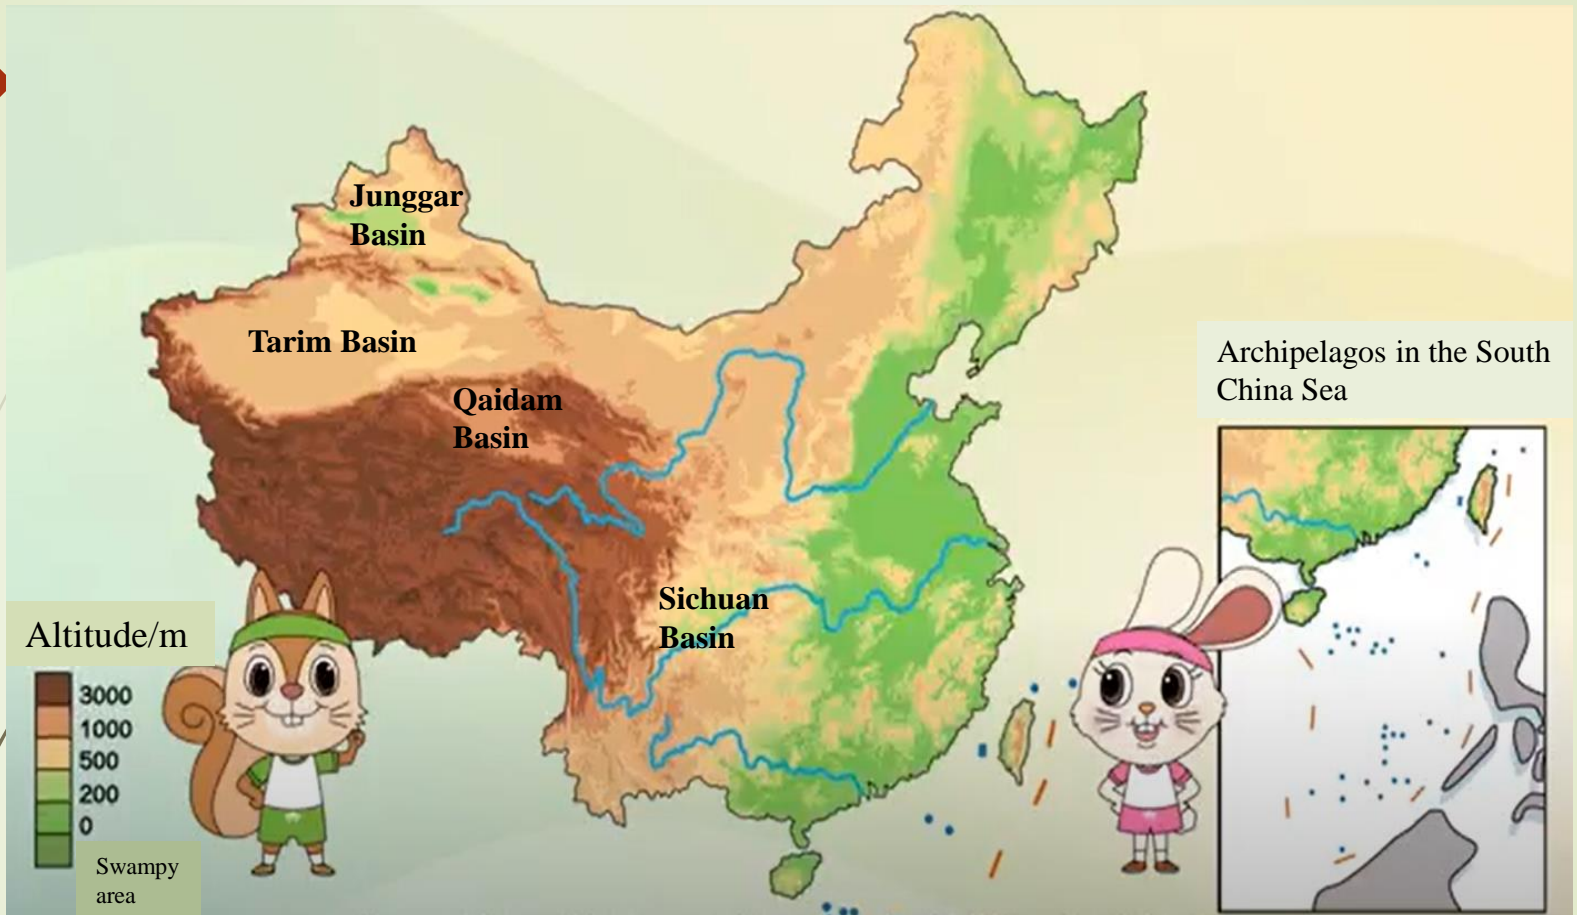 Junggar
Basin
Tarim Basin
Qaidam
Basin
Archipelagos in the South
China Sea
Sichuan
Basin
Altitude/m
3000
1000
500
200
0
Swampy
area